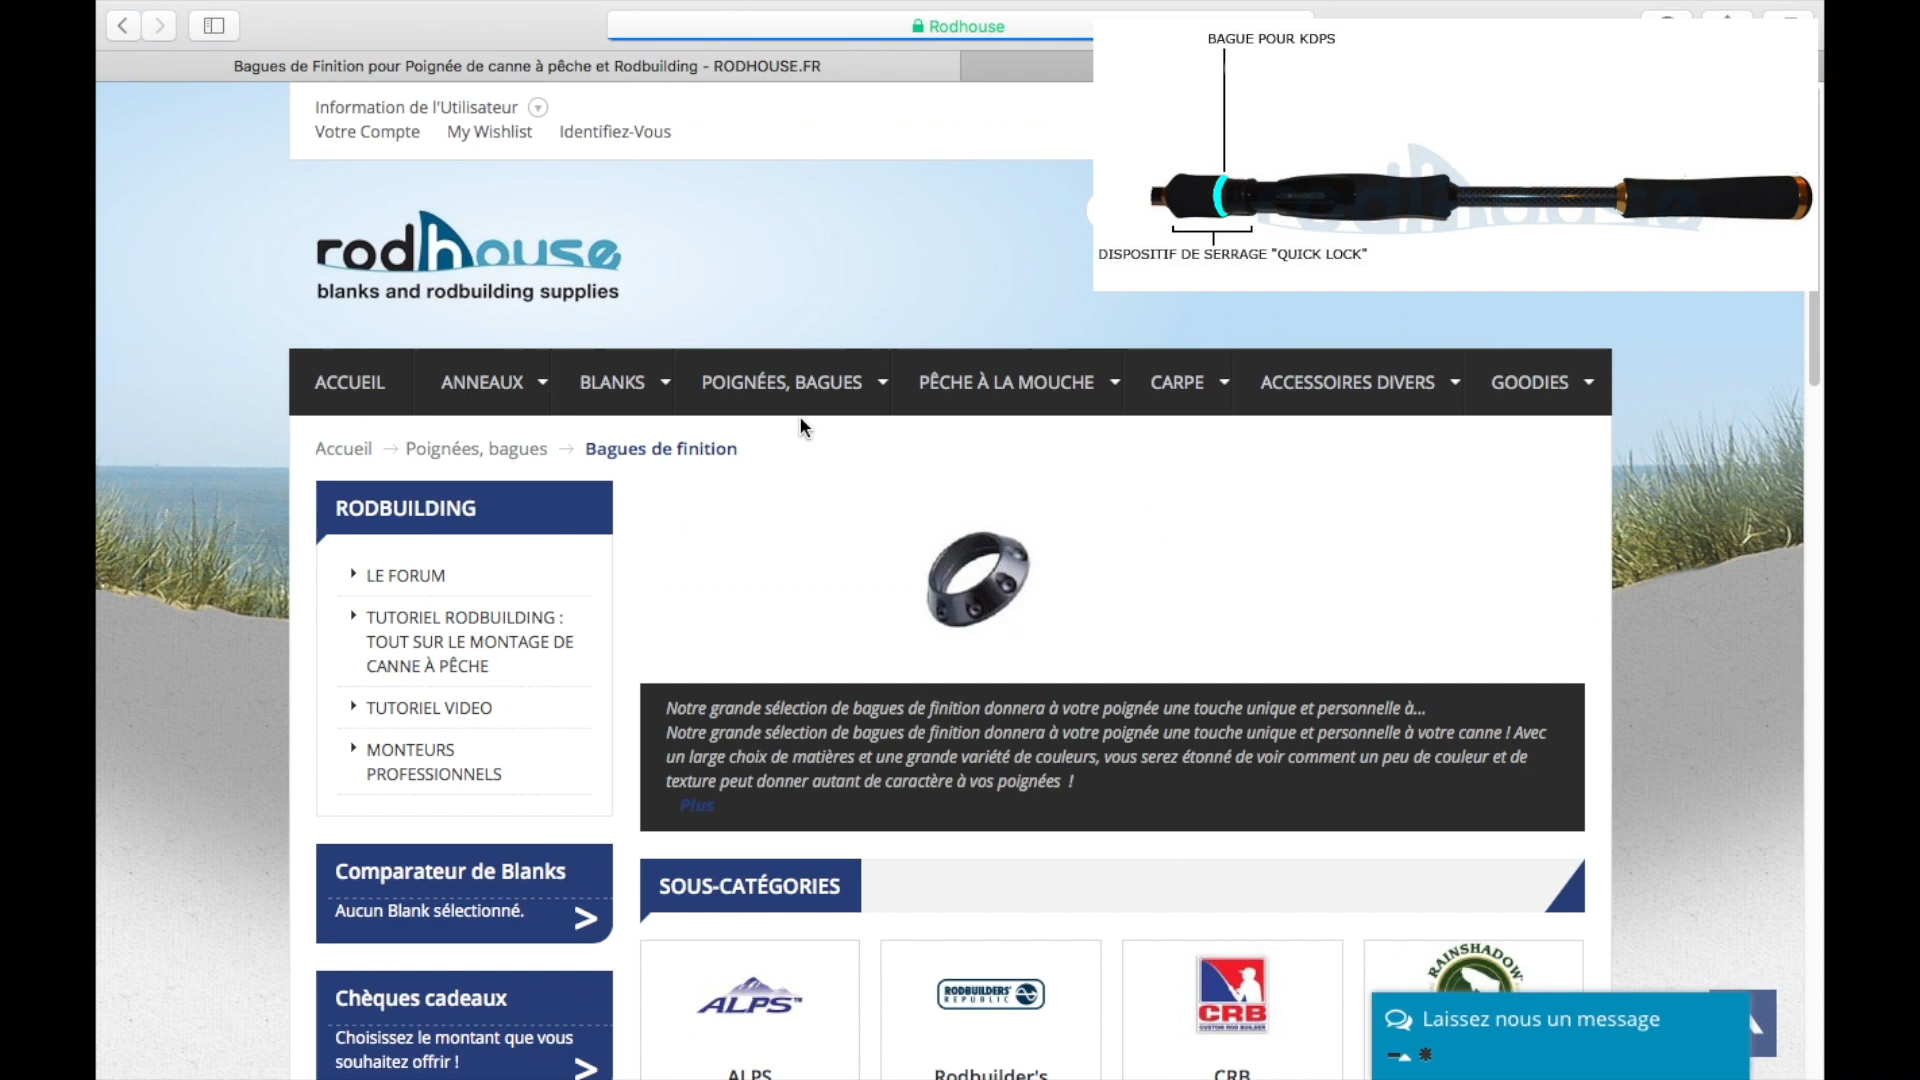 Rodhouse
Bagues de Finition pour Poignée de canne à pêche et Rodbuilding - RODHOUSE.FR
BAGUE POUR KDPS
DISPOSITIF DE SERRAGE "QUICK LOCK"
rodhouse
Information de l'Utilisateur
Votre Compte My Wishlist Identifiez-Vous
rodhouse
blanks and rodbuilding supplies
ACCUEIL ANNEAUX BLANKS POIGNÉES, BAGUES PÊCHE À LA MOUCHE CARPE ACCESSOIRES DIVERS GOODIES
Accueil → Poignées, bagues → Bagues de finition
RODBUILDING
LE FORUM
TUTORIEL RODBUILDING :
TOUT SUR LE MONTAGE DE
CANNE À PÊCHE
TUTORIEL VIDEO
MONTEURS
PROFESSIONNELS
Comparateur de Blanks
Aucun Blank sélectionné.
>
Chèques cadeaux
Choisissez le montant que vous
souhaitez offrir !
>
Notre grande sélection de bagues de finition donnera à votre poignée une touche unique et personnelle à...
Notre grande sélection de bagues de finition donnera à votre poignée une touche unique et personnelle à votre canne ! Avec
un large choix de matières et une grande variété de couleurs, vous serez étonné de voir comment un peu de couleur et de
texture peut donner autant de caractère à vos poignées !
Plus
SOUS-CATÉGORIES
ALPS™
RODBUILDERS'
REPUBLIC
CRB
CUSTOM ROD BUILDER
RAINSHADOW
ALPS
Rodbuilder's
CRB
Laissez nous un message